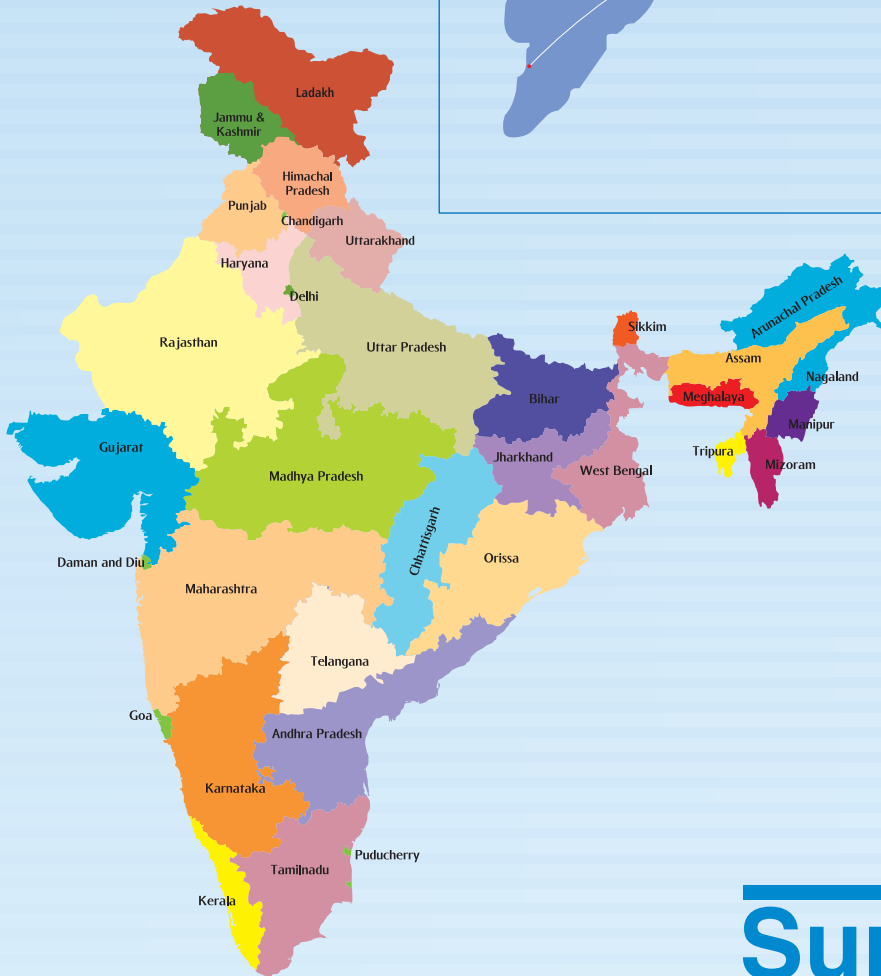 Ladakh
Jammu &
Kashmir
Himachal
Pradesh
Punjab
Chandigarh
Uttarakhand
Haryana
Delhi
Arunachal Pradesh
Sikkim
Rajasthan
Uttar Pradesh
Assam
Nagaland
Bihar
Meghalaya
Manipur
Gujarat
Jharkhand
Tripura
Mizoram
West Bengal
Madhya Pradesh
Chhattisgarh
Orissa
Daman and Diu
Maharashtra
Telangana
Goa
Andhra Pradesh
Karnataka
Puducherry
Tamilnadu
Kerala